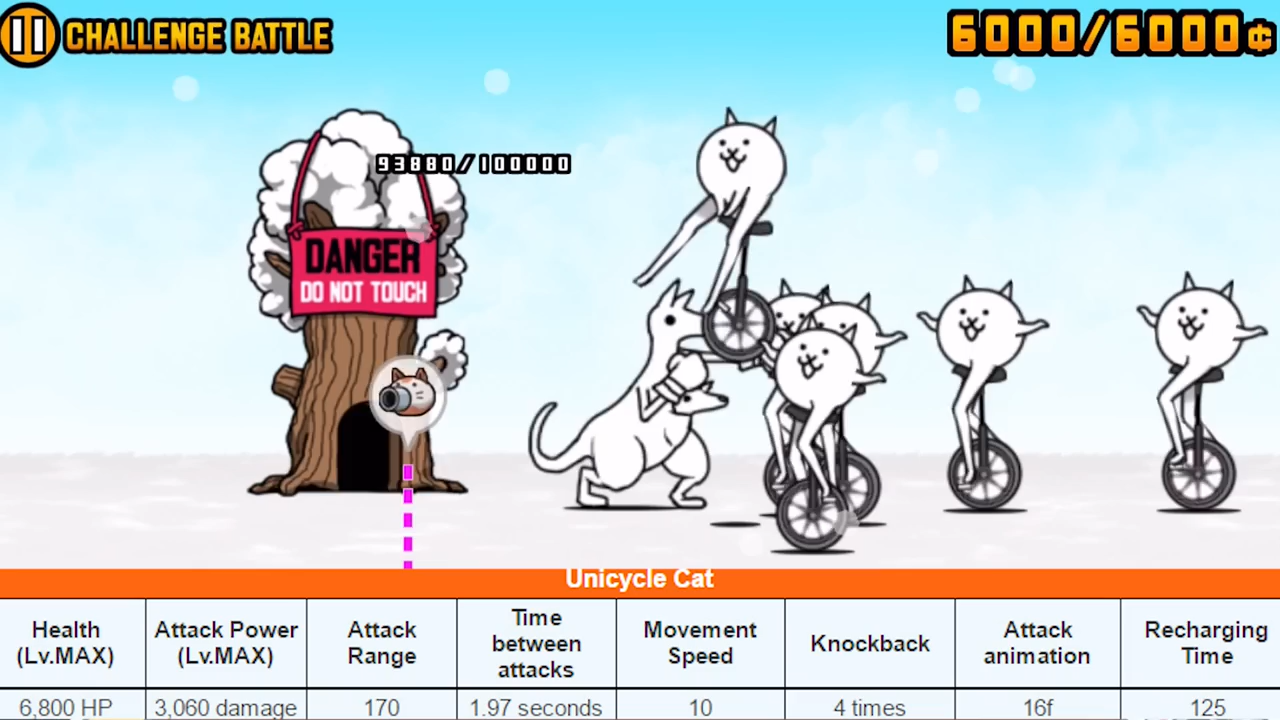 CHALLENGE BATTLE
6000/6000¢
93880/100000
DANGER
DO NOT TOUCH
Unicycle Cat
Health (Lv.MAX)
Attack Power (Lv.MAX)
Attack Range
Time between attacks
Movement Speed
Knockback
Attack animation
Recharging Time
6,800 HP
3,060 damage
170
1.97 seconds
10
4 times
16f
125